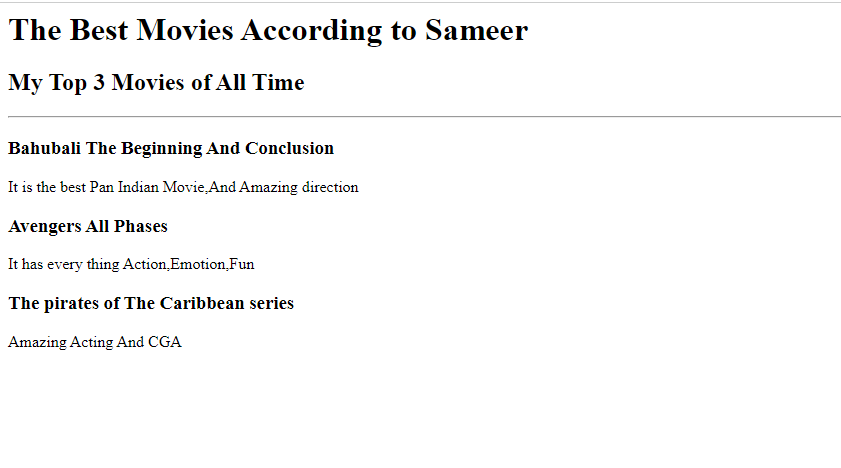 The Best Movies According to Sameer
My Top 3 Movies of All Time
Bahubali The Beginning And Conclusion
It is the best Pan Indian Movie,And Amazing direction
Avengers All Phases
It has every thing Action,Emotion,Fun
The pirates of The Caribbean series
Amazing Acting And CGA